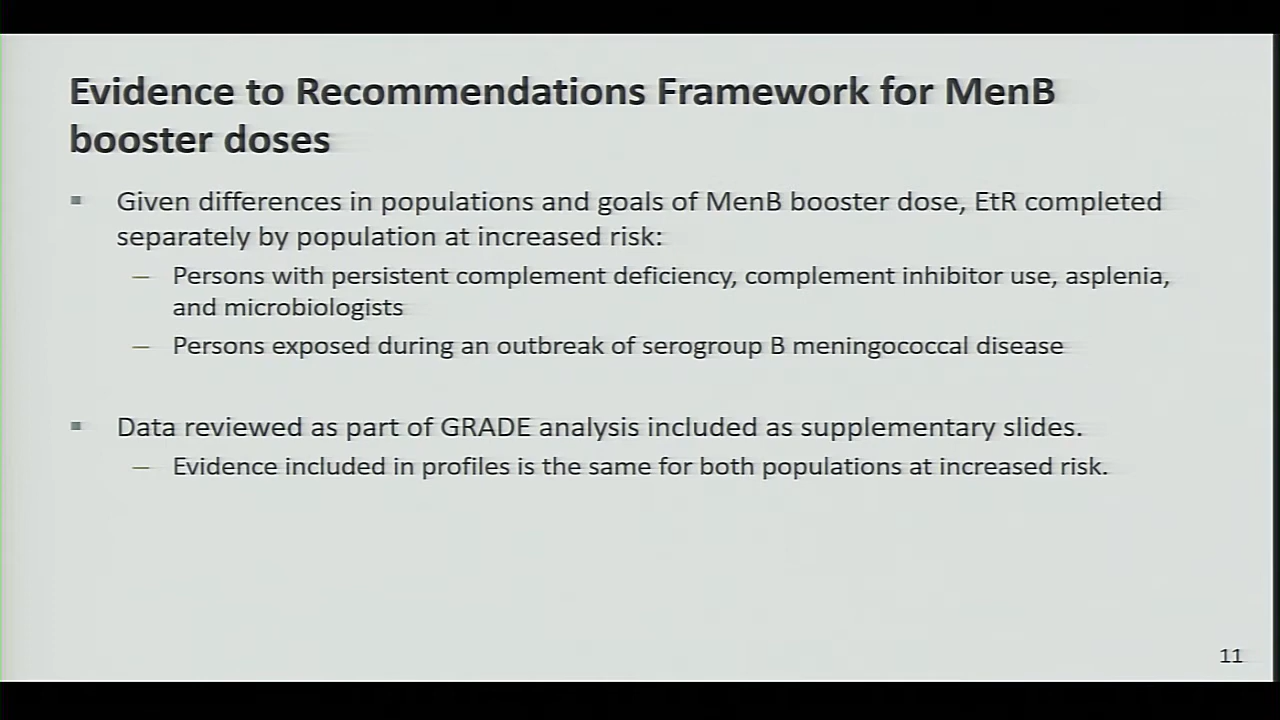 Evidence to Recommendations Framework for MenB
booster doses
▪ Given differences in populations and goals of MenB booster dose, EtR completed
separately by population at increased risk:
– Persons with persistent complement deficiency, complement inhibitor use, asplenia,
and microbiologists
– Persons exposed during an outbreak of serogroup B meningococcal disease
▪ Data reviewed as part of GRADE analysis included as supplementary slides.
– Evidence included in profiles is the same for both populations at increased risk.
11